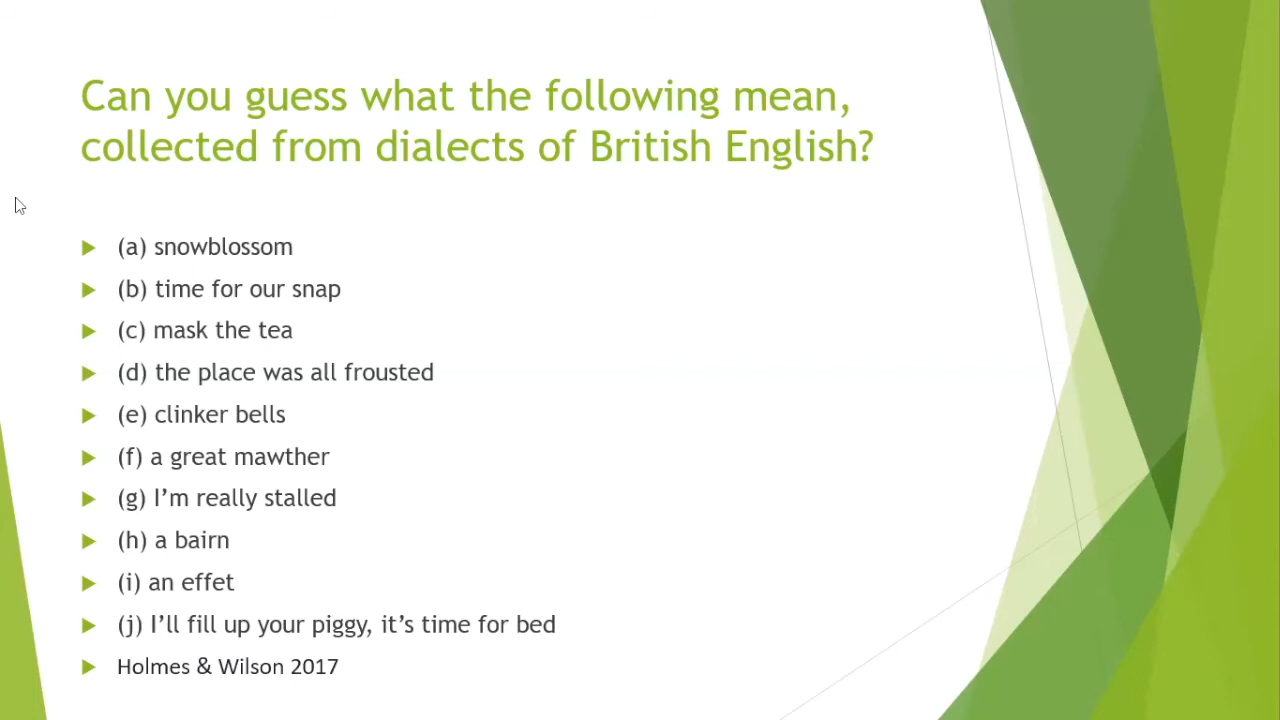 Can you guess what the following mean,
collected from dialects of British English?
(a) snowblossom
(b) time for our snap
(c) mask the tea
(d) the place was all frousted
(e) clinker bells
(f) a great mawther
(g) I’m really stalled
(h) a bairn
(i) an effet
(j) I’ll fill up your piggy, it’s time for bed
Holmes & Wilson 2017